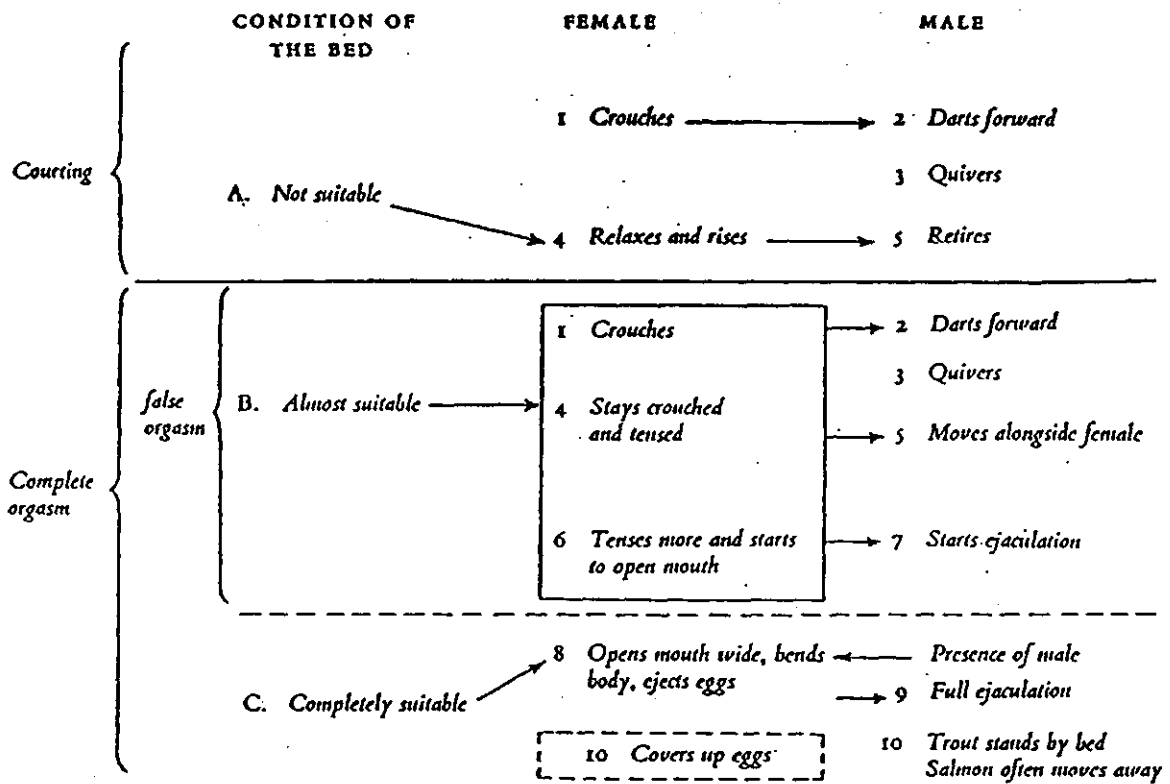 CONDITION OF THE BED
FEMALE
MALE
Courting
1 Crouches
2 Darts forward
3 Quivers
A. Not suitable
4 Relaxes and rises
5 Retires
Complete orgasm
false orgasm
B. Almost suitable
1 Crouches
2 Darts forward
3 Quivers
4 Stays crouched
and tensed
5 Moves alongside female
6 Tenses more and starts
to open mouth
7 Starts ejaculation
C. Completely suitable
8 Opens mouth wide, bends
body, ejects eggs
Presence of male
9 Full ejaculation
10 Covers up eggs
10 Trout stands by bed
Salmon often moves away